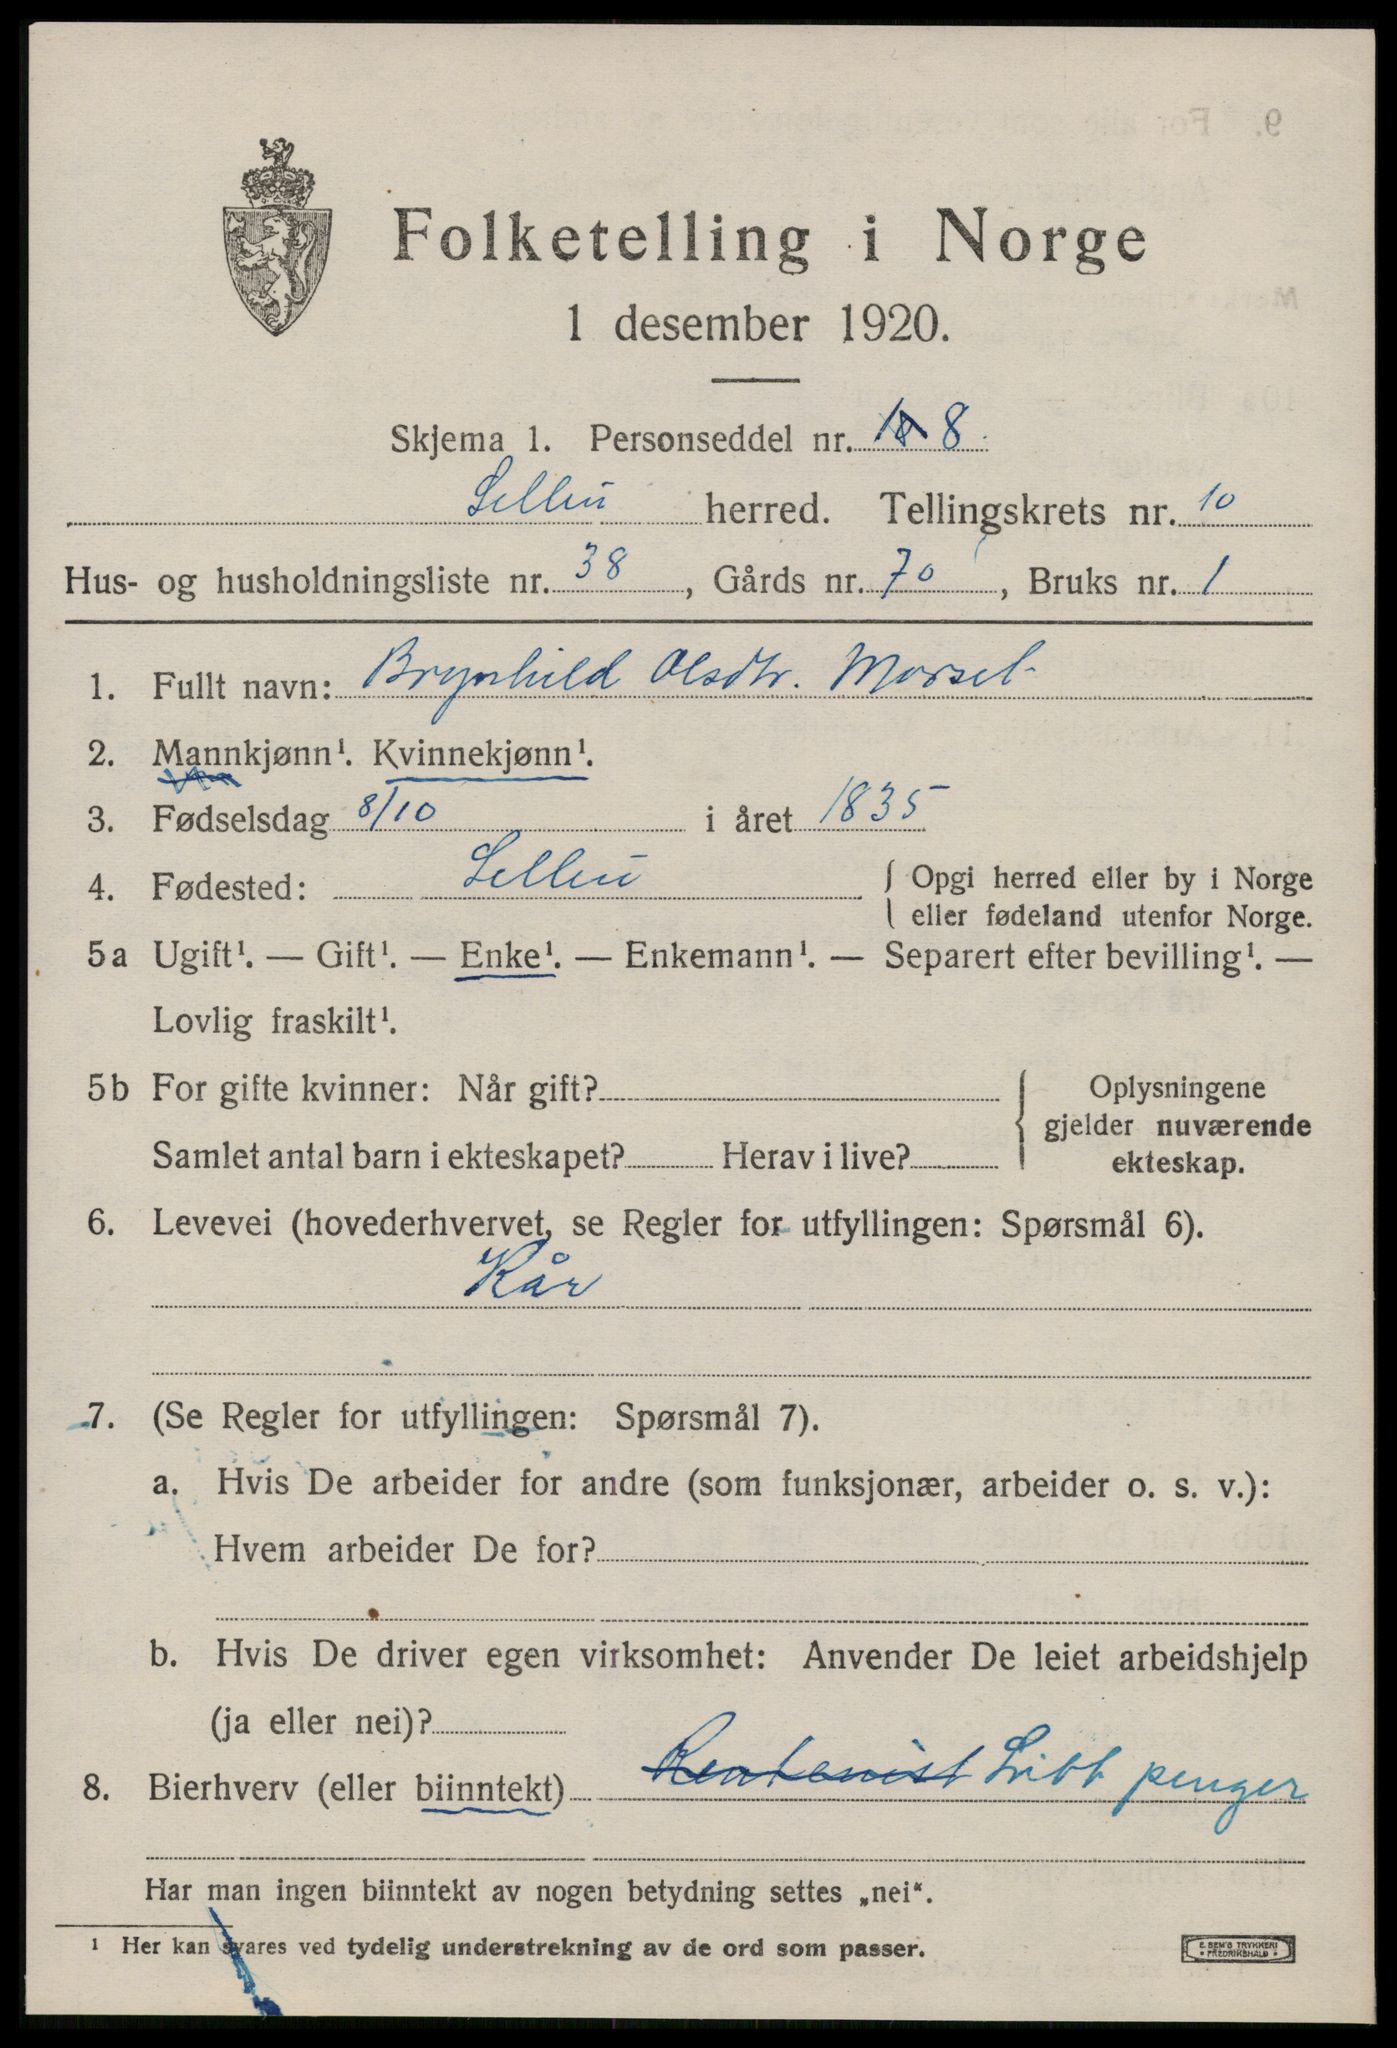 Folketelling i Norge
1 desember 1920.
Skjema 1. Personseddel nr. 8.
Selbu herred. Tellingskrets nr. 10
Hus- og husholdningsliste nr. 38, Gårds nr. 70, Bruks nr. 1
1. Fullt navn: Brynhild Olsdtr. Morset
2. Mannkjønn¹. Kvinnekjønn¹.
3. Fødselsdag 8/10 i året 1835
4. Fødested: Selbu { Opgi herred eller by i Norge
eller fødeland utenfor Norge.
5a Ugift¹. — Gift¹. — Enke¹. — Enkemann¹. — Separert efter bevilling¹. —
Lovlig fraskilt¹.
5b For gifte kvinner: Når gift? { Oplysningene
gjelder nuværende
Samlet antal barn i ekteskapet? Herav i live? ekteskap.
6. Levevei (hovederhvervet, se Regler for utfyllingen: Spørsmål 6).
Kår
7. (Se Regler for utfyllingen: Spørsmål 7).
a. Hvis De arbeider for andre (som funksjonær, arbeider o. s. v.):
Hvem arbeider De for?
b. Hvis De driver egen virksomhet: Anvender De leiet arbeidshjelp
(ja eller nei)?
8. Bierhverv (eller biinntekt) Rentenist penger
Har man ingen biinntekt av nogen betydning settes „nei“.
¹ Her kan svares ved tydelig understrekning av de ord som passer.
E. SEM'S TRYKKERI
FREDRIKSHALD